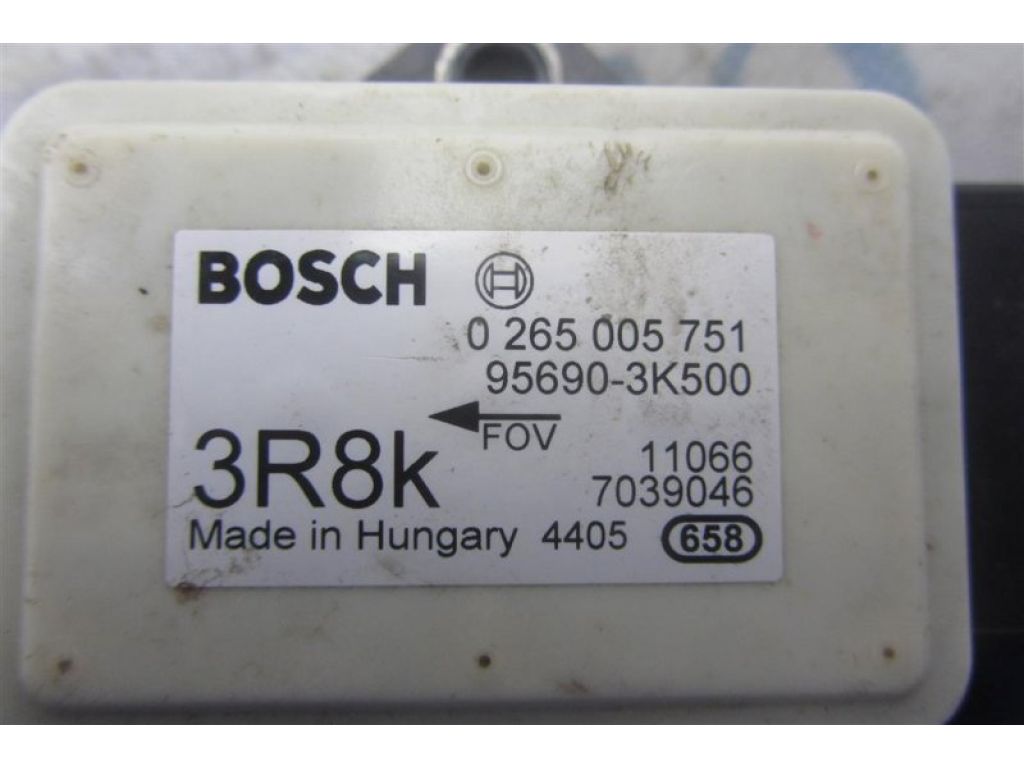 BOSCH
0 265 005 751
95690-3K500
FOV
3R8k
11066
7039046
Made in Hungary 4405 658